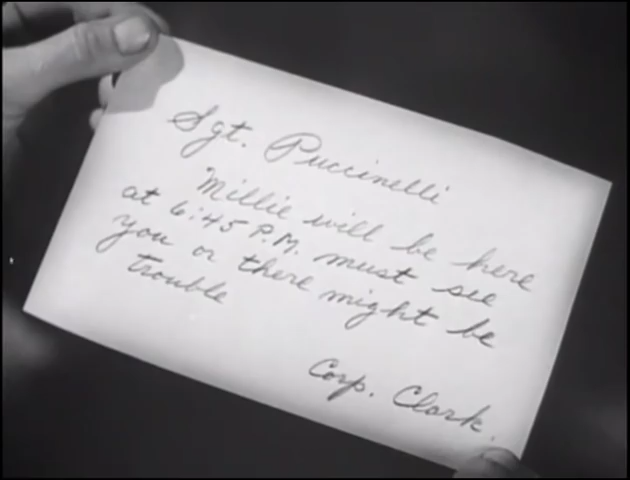 Sgt. Puccinelli
Millie will be here
at 6:45 P.M. must see
you or there might be
trouble
Corp. Clark.